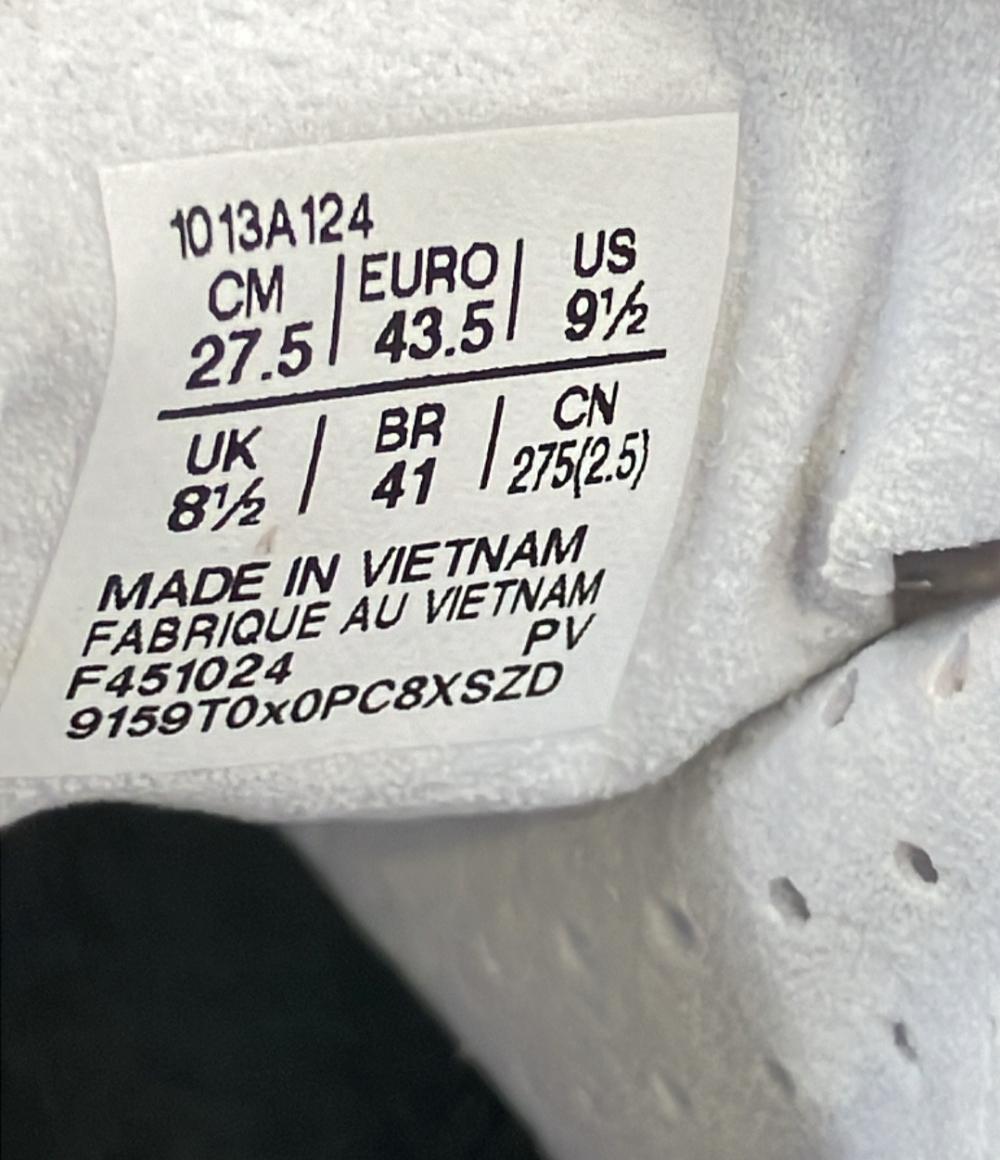 1013A124
CM | EURO | US
27.5 | 43.5 | 9½
UK | BR | CN
8½ | 41 | 275(2.5)
MADE IN VIETNAM
FABRIQUE AU VIETNAM
F451024 PV
9159T0x0PC8XSZD